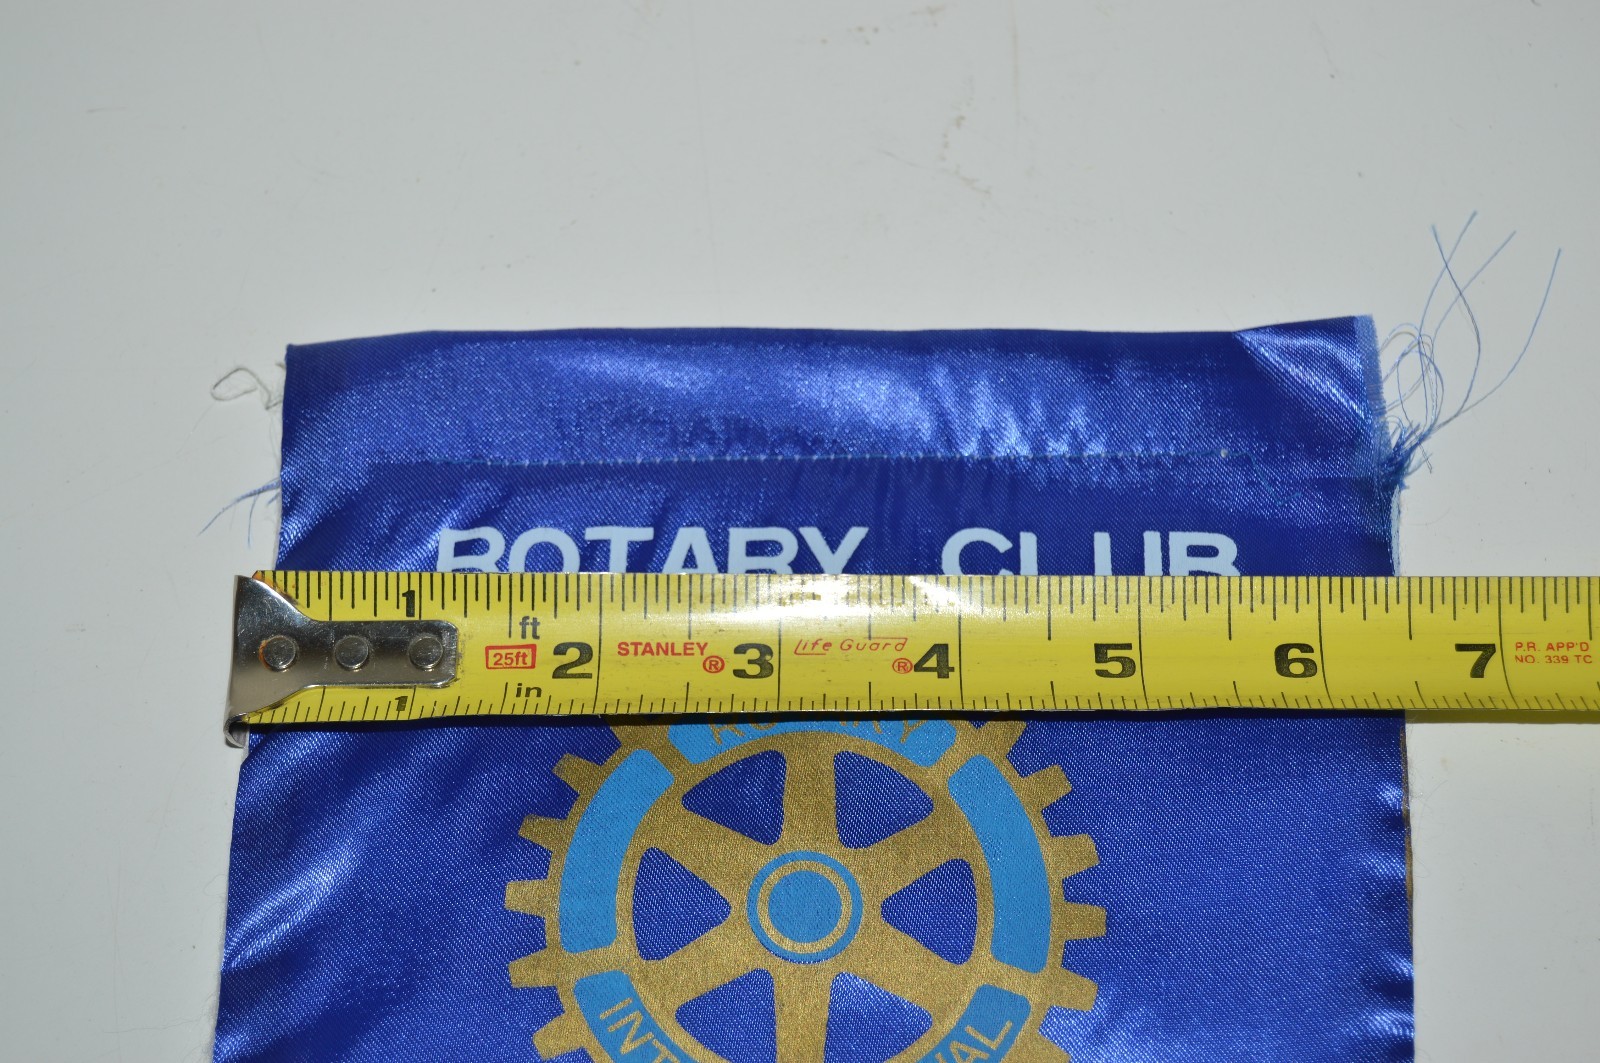 ROTARY CLUB
1
ft
25ft 2 STANLEY ® 3 Life Guard ® 4 5 6 7 P.R. APP'D
NO. 339 TC
in
1
ROTARY